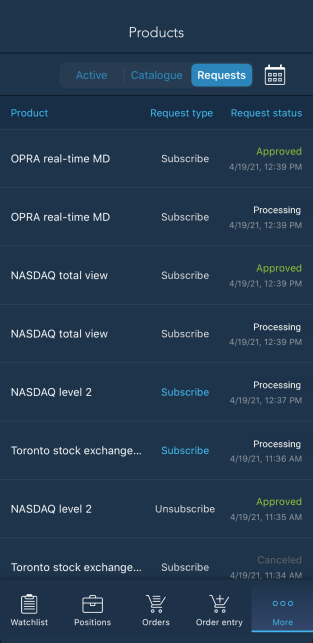 Products
Active Catalogue Requests
Product Request type Request status
OPRA real-time MD Subscribe Approved
4/19/21, 12:39 PM
OPRA real-time MD Subscribe Processing
4/19/21, 12:39 PM
NASDAQ total view Subscribe Approved
4/19/21, 12:39 PM
NASDAQ total view Subscribe Processing
4/19/21, 12:39 PM
NASDAQ level 2 Subscribe Processing
4/19/21, 12:37 PM
Toronto stock exchange... Subscribe Processing
4/19/21, 11:36 AM
NASDAQ level 2 Unsubscribe Approved
4/19/21, 11:35 AM
Toronto stock exchange... Subscribe Canceled
4/19/21, 11:34 AM
Watchlist Positions Orders Order entry More